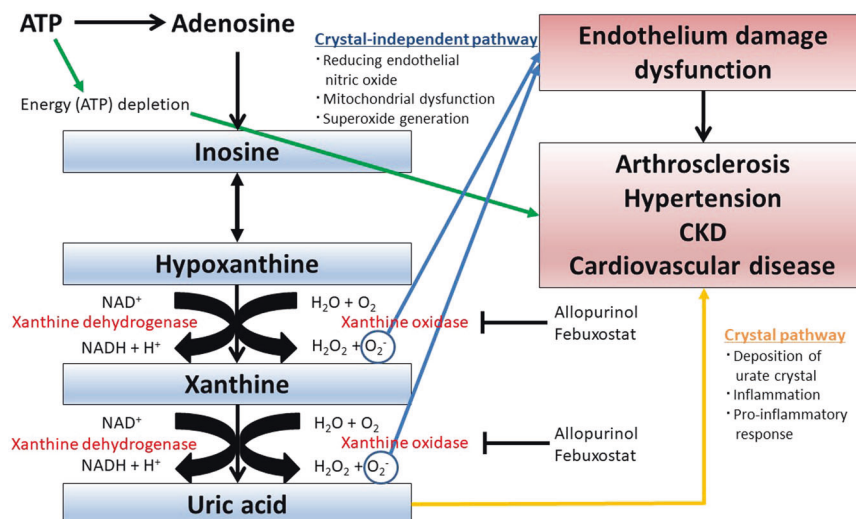 ATP
Adenosine
Energy (ATP) depletion
Inosine
Hypoxanthine
NAD⁺
H₂O + O₂
Xanthine dehydrogenase
Xanthine oxidase
NADH + H⁺
H₂O₂ + O₂⁻
Allopurinol
Febuxostat
Xanthine
NAD⁺
H₂O + O₂
Xanthine dehydrogenase
Xanthine oxidase
NADH + H⁺
H₂O₂ + O₂⁻
Allopurinol
Febuxostat
Uric acid
Crystal-independent pathway
・Reducing endothelial
nitric oxide
・Mitochondrial dysfunction
・Superoxide generation
Endothelium damage
dysfunction
Arthrosclerosis
Hypertension
CKD
Cardiovascular disease
Crystal pathway
・Deposition of
urate crystal
・Inflammation
・Pro-inflammatory
response